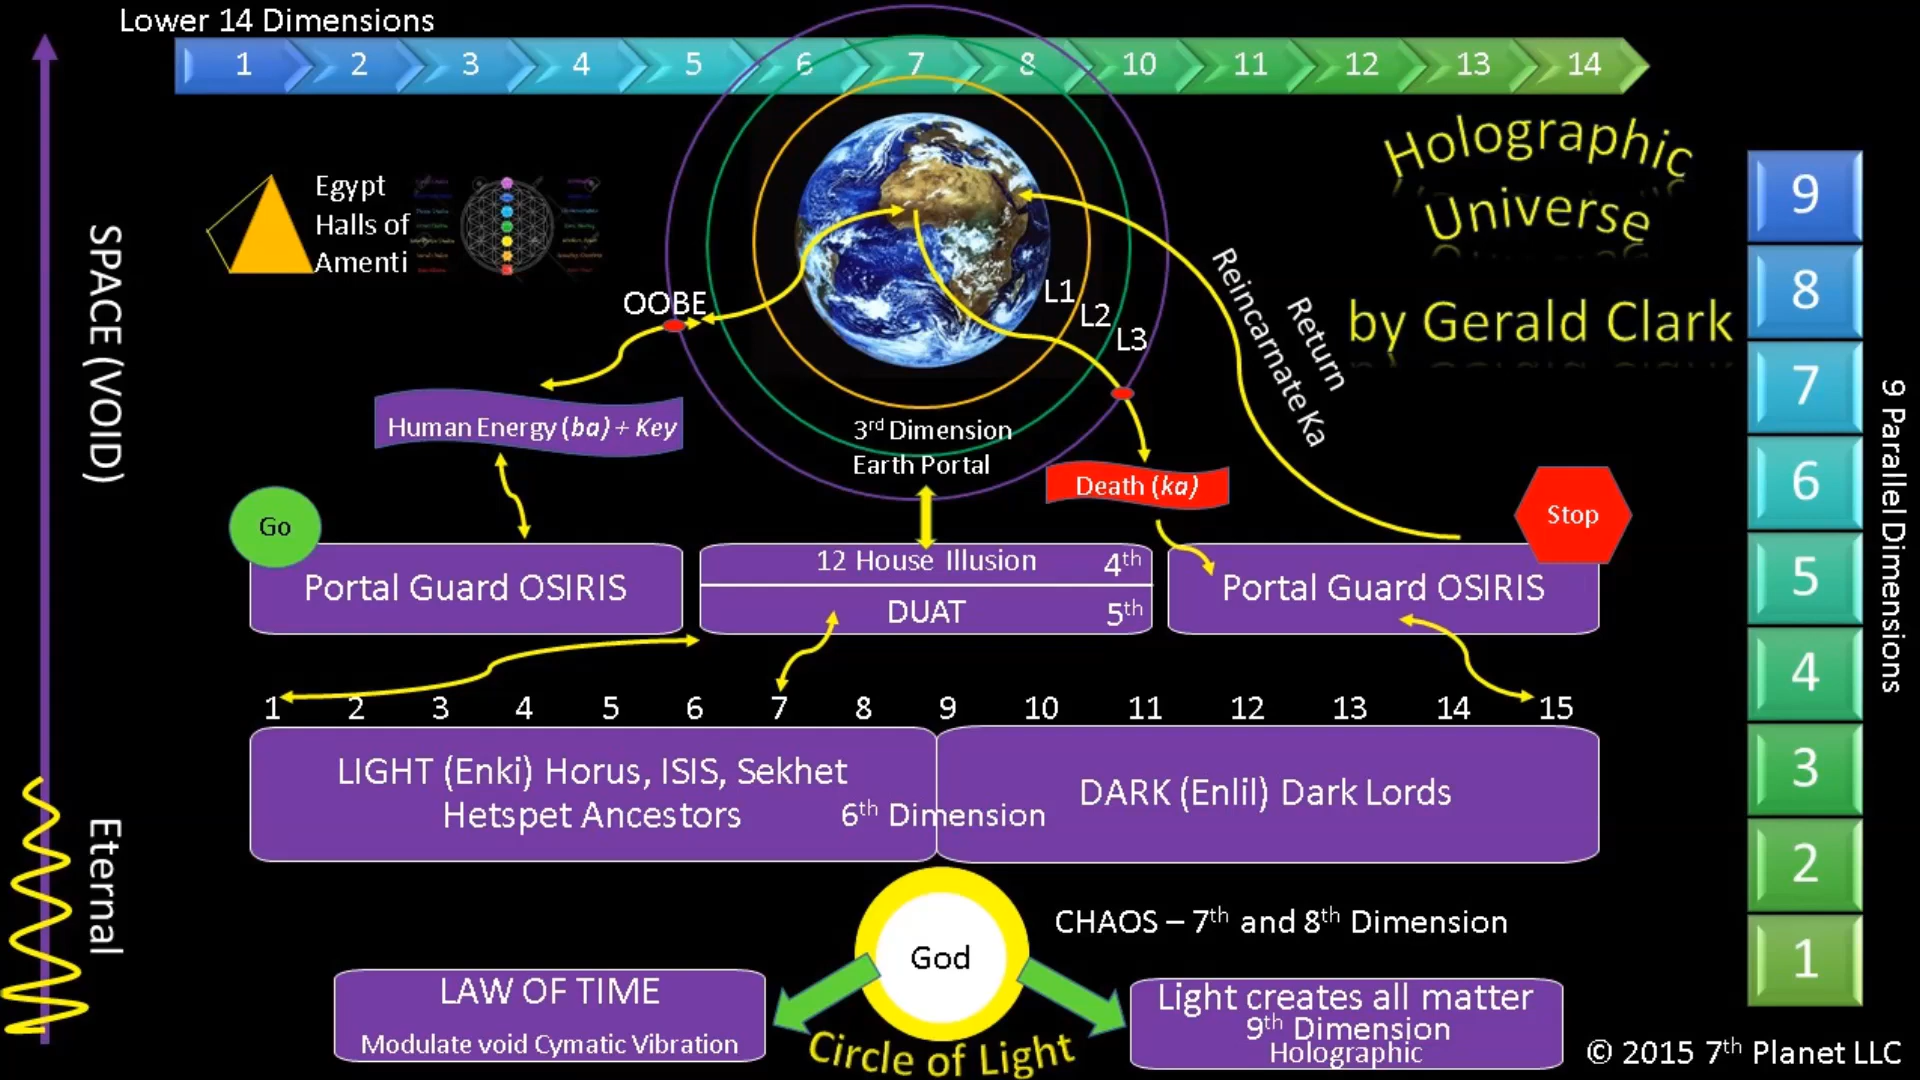 Lower 14 Dimensions
1 2 3 4 5 6 7 8 10 11 12 13 14
Holographic
Universe
by Gerald Clark
Egypt
Halls of
Amenti
SPACE (VOID)
Eternal
OOBE
L1
L2
L3
Return
Reincarnate Ka
Human Energy (ba) + Key
3rd Dimension
Earth Portal
Death (ka)
Go
Stop
Portal Guard OSIRIS
12 House Illusion 4th
DUAT 5th
Portal Guard OSIRIS
1 2 3 4 5 6 7 8 9 10 11 12 13 14 15
LIGHT (Enki) Horus, ISIS, Sekhet
Hetspet Ancestors
6th Dimension
DARK (Enlil) Dark Lords
God
CHAOS – 7th and 8th Dimension
LAW OF TIME
Modulate void Cymatic Vibration
Circle of Light
Light creates all matter
9th Dimension
Holographic
9
8
7
6
5
4
3
2
1
9 Parallel Dimensions
© 2015 7th Planet LLC